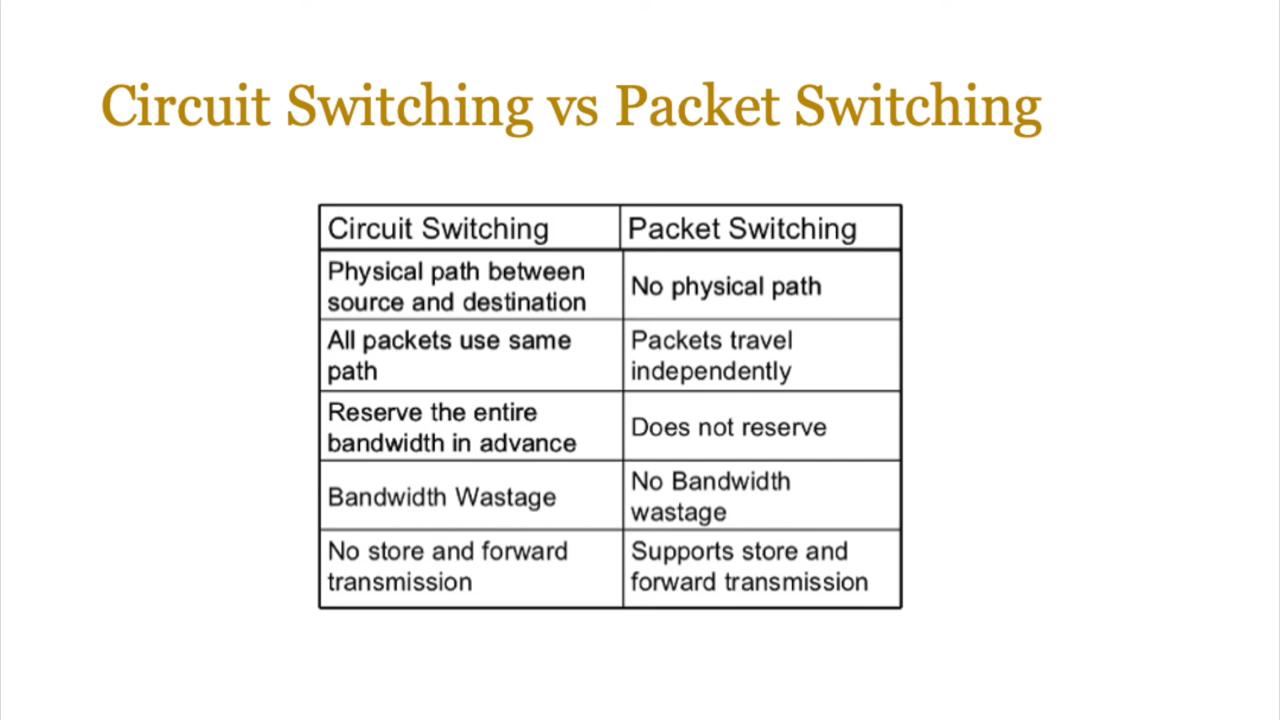 Circuit Switching vs Packet Switching
Circuit Switching
Packet Switching
Physical path between
source and destination
No physical path
All packets use same
path
Packets travel
independently
Reserve the entire
bandwidth in advance
Does not reserve
Bandwidth Wastage
No Bandwidth
wastage
No store and forward
transmission
Supports store and
forward transmission